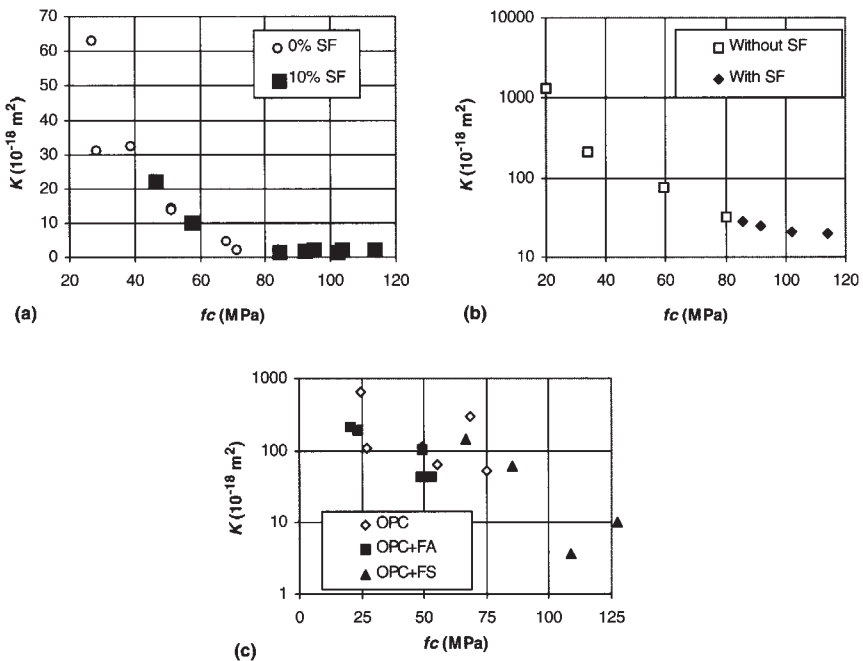 70
60
50
40
30
20
10
0
K (10⁻¹⁸ m²)
0% SF
10% SF
20 40 60 80 100 120
fc (MPa)
(a)
10000
1000
100
10
K (10⁻¹⁸ m²)
Without SF
With SF
20 40 60 80 100 120
fc (MPa)
(b)
1000
100
10
1
K (10⁻¹⁸ m²)
OPC
OPC+FA
OPC+FS
0 25 50 75 100 125
fc (MPa)
(c)